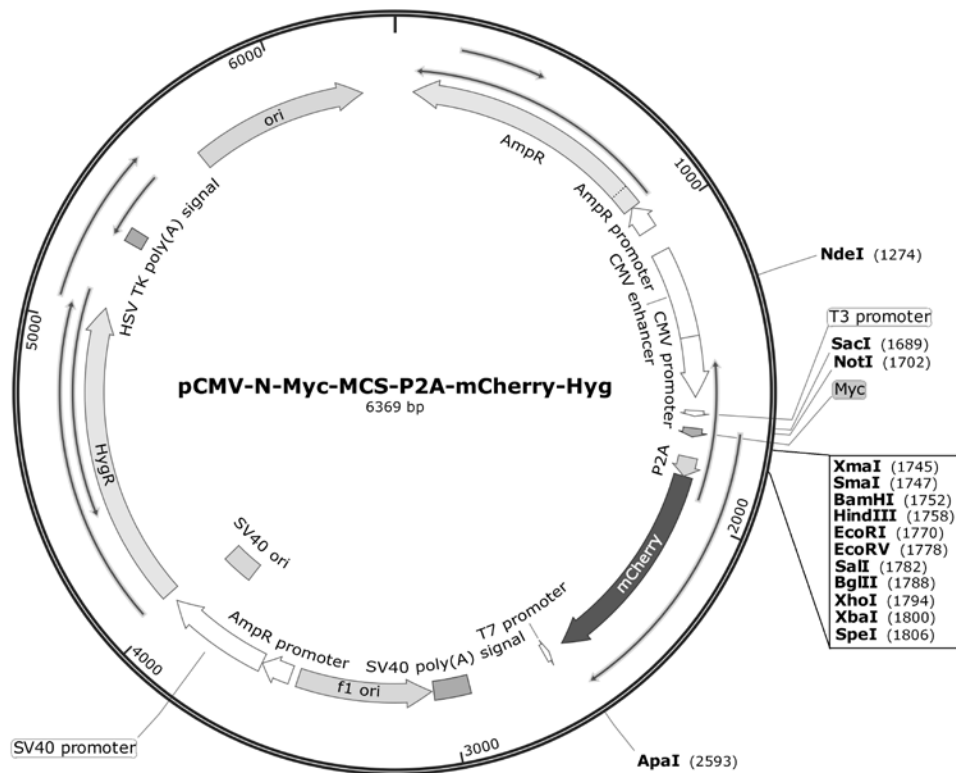 6000
ori
AmpR
1000
AmpR promoter
CMV enhancer
CMV promoter
NdeI (1274)
T3 promoter
SacI (1689)
NotI (1702)
Myc
HSV TK poly(A) signal
5000
pCMV-N-Myc-MCS-P2A-mCherry-Hyg
6369 bp
P2A
XmaI (1745)
SmaI (1747)
BamHI (1752)
HindIII (1758)
EcoRI (1770)
EcoRV (1778)
SalI (1782)
BglII (1788)
XhoI (1794)
XbaI (1800)
SpeI (1806)
2000
HygR
mCherry
SV40 ori
T7 promoter
SV40 poly(A) signal
AmpR promoter
f1 ori
4000
SV40 promoter
3000
ApaI (2593)